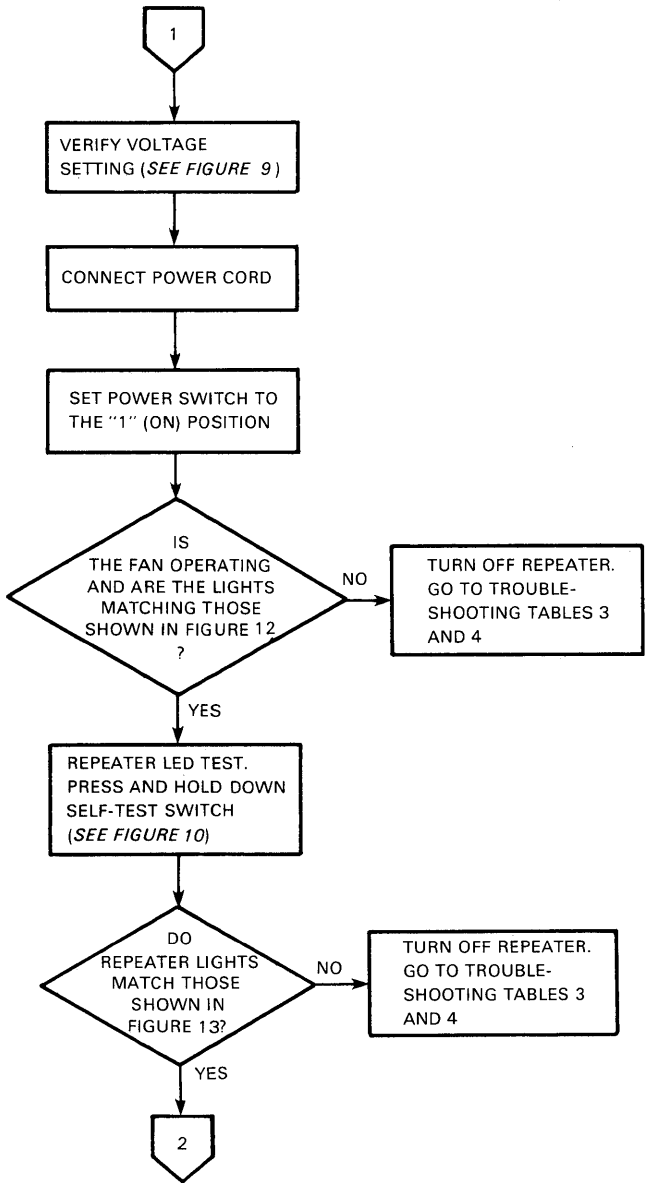 1
VERIFY VOLTAGE
SETTING (SEE FIGURE 9)
CONNECT POWER CORD
SET POWER SWITCH TO
THE "1" (ON) POSITION
IS
THE FAN OPERATING
AND ARE THE LIGHTS
MATCHING THOSE
SHOWN IN FIGURE 12
?
NO
TURN OFF REPEATER.
GO TO TROUBLE-
SHOOTING TABLES 3
AND 4
YES
REPEATER LED TEST.
PRESS AND HOLD DOWN
SELF-TEST SWITCH
(SEE FIGURE 10)
DO
REPEATER LIGHTS
MATCH THOSE
SHOWN IN
FIGURE 13?
NO
TURN OFF REPEATER.
GO TO TROUBLE-
SHOOTING TABLES 3
AND 4
YES
2